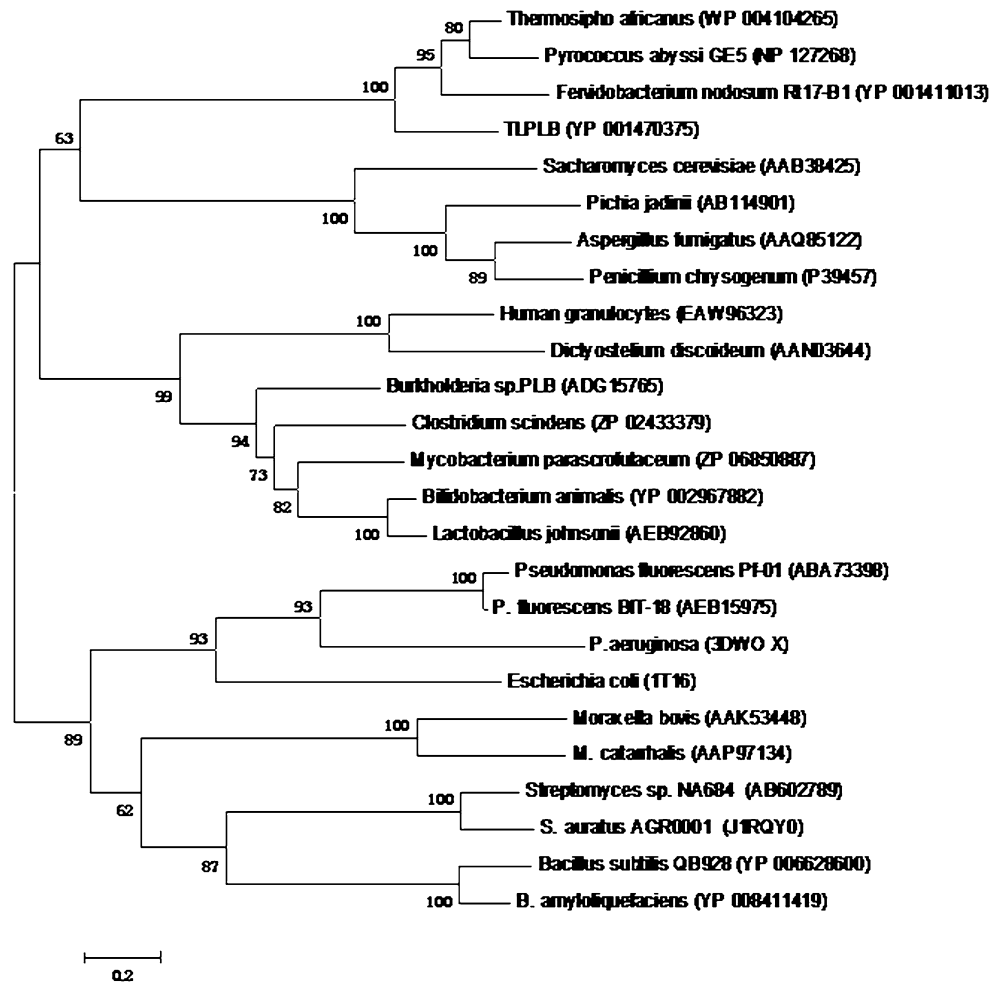 80
Thermosipho africanus (WP 004104265)
95
Pyrococcus abyssi GE5 (NP 127268)
100
Fervidobacterium nodosum Rt17-B1 (YP 001411013)
TLPLB (YP 001470375)
63
Sacharomyces cerevisiae (AAB38425)
100
Pichia jadinii (AB114901)
100
Aspergillus fumigatus (AAQ85122)
89
Penicillium chrysogenum (P39457)
100
Human granulocytes (EAW96323)
Dictyostelium discoideum (AAN03644)
99
Burkholderia sp.PLB (ADG15765)
94
Clostridium scindens (ZP 02433379)
73
Mycobacterium parascrofulaceum (ZP 06850887)
82
Bifidobacterium animalis (YP 002967882)
100
Lactobacillus johnsonii (AEB92860)
100
Pseudomonas fluorescens Pf-01 (ABA73398)
93
P. fluorescens BIT-18 (AEB15975)
93
P.aeruginosa (3DWO X)
Escherichia coli (1T16)
89
100
Moraxella bovis (AAK53448)
M. catarrhalis (AAP97134)
62
100
Streptomyces sp. NA684 (AB602789)
S. auratus AGR0001 (J1RQY0)
87
Bacillus subtilis QB928 (YP 006628600)
100
B. amyloliquefaciens (YP 008411419)
0.2